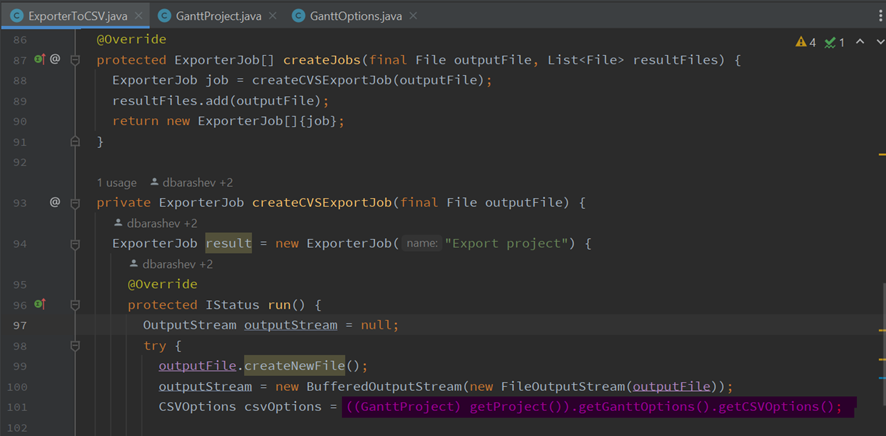 ExporterToCSV.java GanttProject.java GanttOptions.java
86 @Override
4 1
87 @ protected ExporterJob[] createJobs(final File outputFile, List<File> resultFiles) {
88 ExporterJob job = createCVSExportJob(outputFile);
89 resultFiles.add(outputFile);
90 return new ExporterJob[]{job};
91 }
92
1 usage dbarashev +2
93 @ private ExporterJob createCVSExportJob(final File outputFile) {
dbarashev +2
94 ExporterJob result = new ExporterJob( name: "Export project") {
dbarashev +2
95 @Override
96 protected IStatus run() {
97 OutputStream outputStream = null;
98 try {
99 outputFile.createNewFile();
100 outputStream = new BufferedOutputStream(new FileOutputStream(outputFile));
101 CSVOptions csvOptions = ((GanttProject) getProject()).getGanttOptions().getCSVOptions();
102